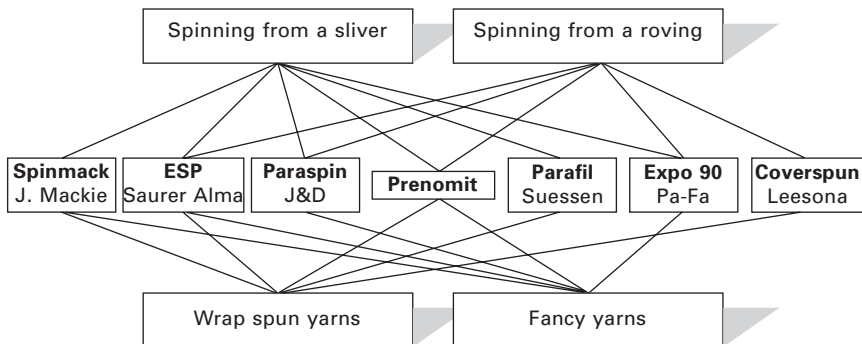 Spinning from a sliver
Spinning from a roving
Spinmack
J. Mackie
ESP
Saurer Alma
Paraspin
J&D
Prenomit
Parafil
Suessen
Expo 90
Pa-Fa
Coverspun
Leesona
Wrap spun yarns
Fancy yarns